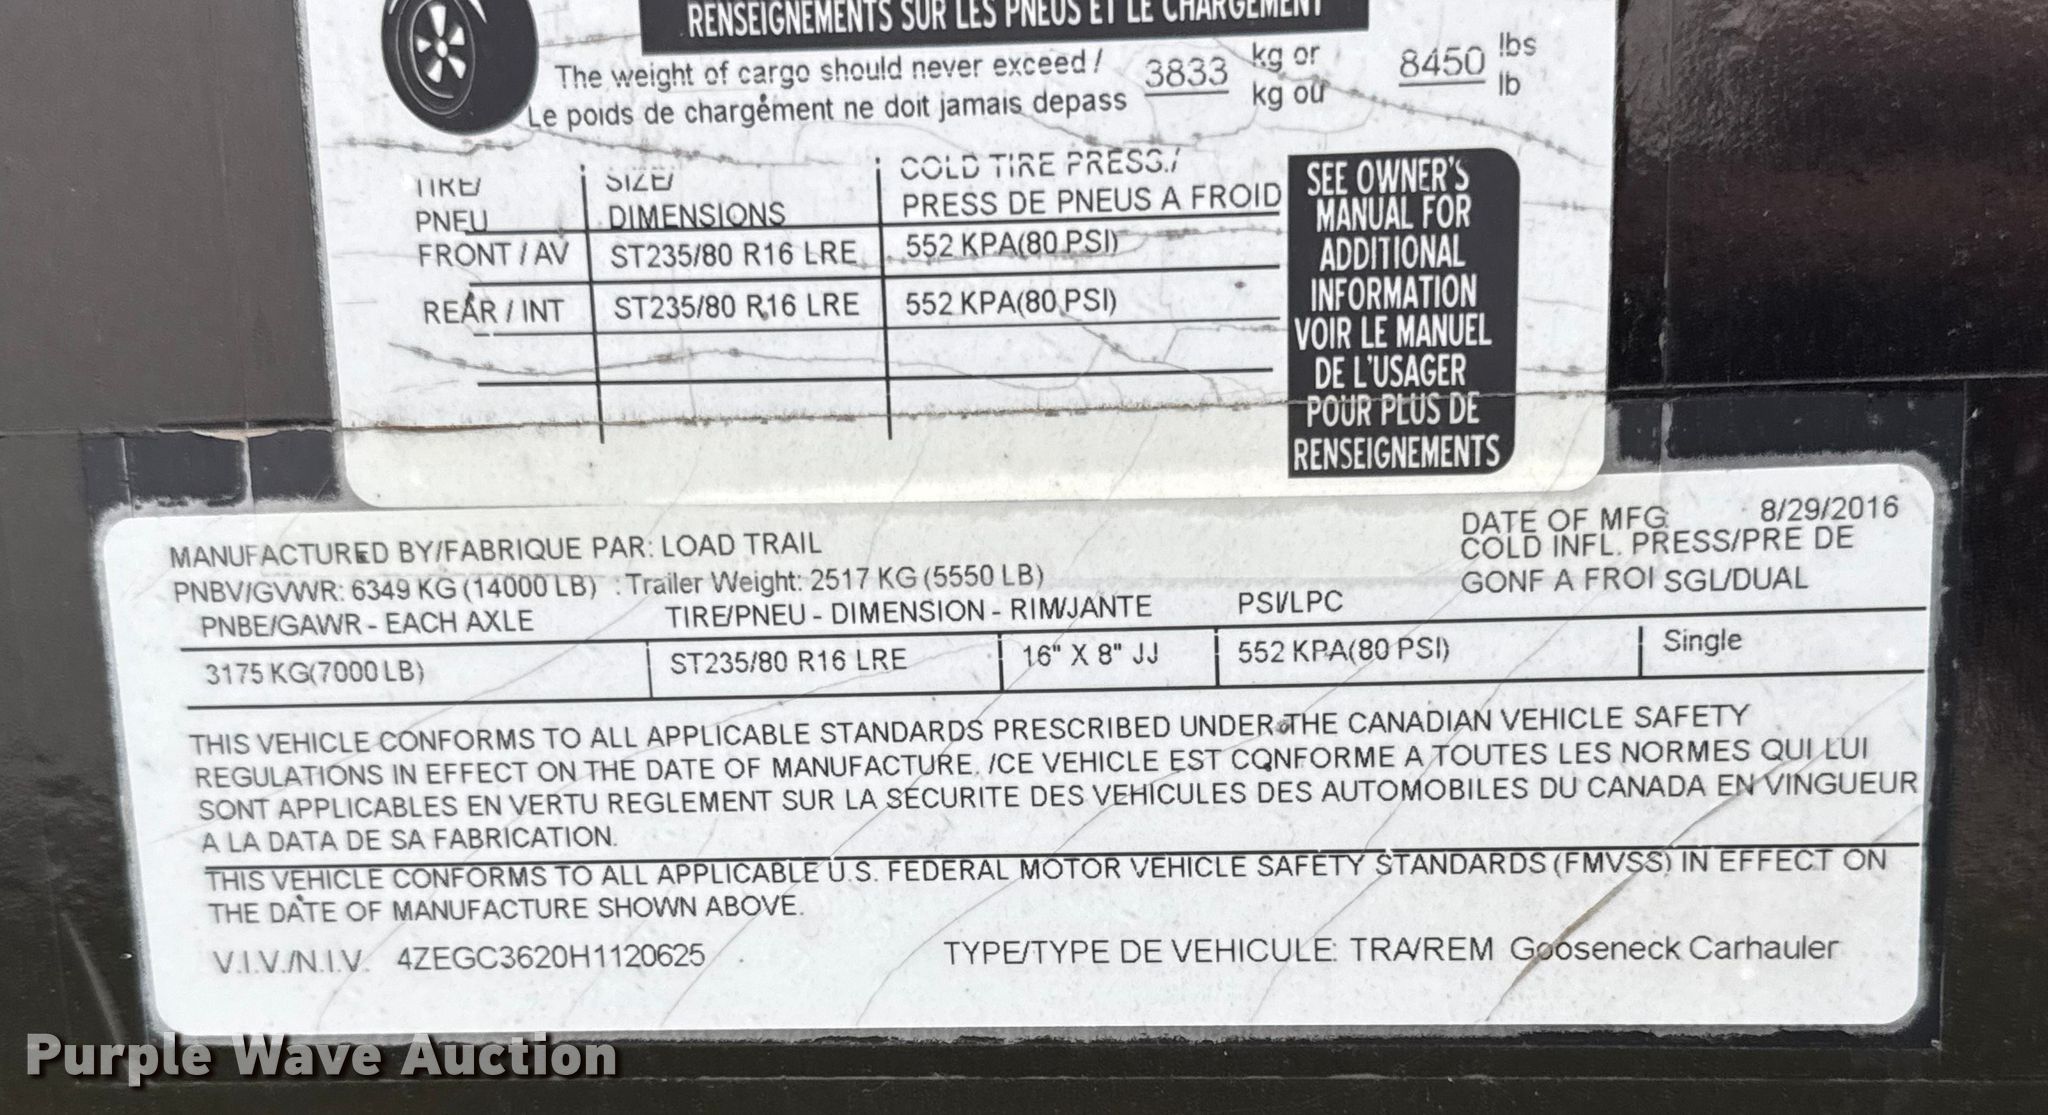 RENSEIGNEMENTS SUR LES PNEUS ET LE CHARGEMENT
The weight of cargo should never exceed / 3833 kg or 8450 lbs
Le poids de chargement ne doit jamais depass kg ou lb
TIRE/ SIZE/ COLD TIRE PRESS./
PNEU DIMENSIONS PRESS DE PNEUS A FROID
FRONT / AV ST235/80 R16 LRE 552 KPA(80 PSI)
REAR / INT ST235/80 R16 LRE 552 KPA(80 PSI)
SEE OWNER'S
MANUAL FOR
ADDITIONAL
INFORMATION
VOIR LE MANUEL
DE L'USAGER
POUR PLUS DE
RENSEIGNEMENTS
MANUFACTURED BY/FABRIQUE PAR: LOAD TRAIL
DATE OF MFG 8/29/2016
COLD INFL. PRESS/PRE DE
PNBV/GVWR: 6349 KG (14000 LB) : Trailer Weight: 2517 KG (5550 LB)
GONF A FROI SGL/DUAL
PNBE/GAWR - EACH AXLE TIRE/PNEU - DIMENSION - RIM/JANTE PSI/LPC
3175 KG(7000 LB) ST235/80 R16 LRE 16" X 8" JJ 552 KPA(80 PSI) Single
THIS VEHICLE CONFORMS TO ALL APPLICABLE STANDARDS PRESCRIBED UNDER THE CANADIAN VEHICLE SAFETY
REGULATIONS IN EFFECT ON THE DATE OF MANUFACTURE. /CE VEHICLE EST CONFORME A TOUTES LES NORMES QUI LUI
SONT APPLICABLES EN VERTU REGLEMENT SUR LA SECURITE DES VEHICULES DES AUTOMOBILES DU CANADA EN VINGUEUR
A LA DATA DE SA FABRICATION.
THIS VEHICLE CONFORMS TO ALL APPLICABLE U.S. FEDERAL MOTOR VEHICLE SAFETY STANDARDS (FMVSS) IN EFFECT ON
THE DATE OF MANUFACTURE SHOWN ABOVE.
V.I.V./N.I.V. 4ZEGC3620H1120625 TYPE/TYPE DE VEHICULE: TRA/REM Gooseneck Carhauler
Purple Wave Auction